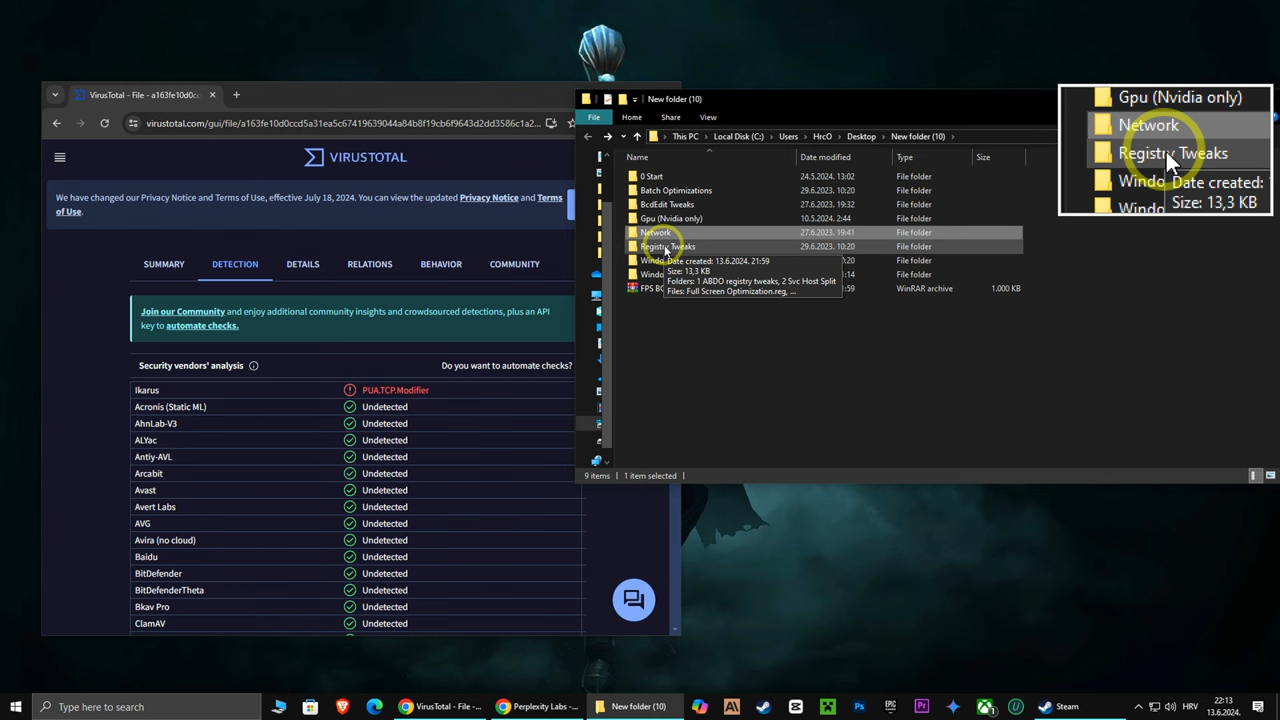 VirusTotal - File - a163fe10d0cc
virustotal.com/gui/file/a163fe10d0ccd5a31ea1c67419639044ba8919cb6f69f63d2dd3586c1a2...
VIRUSTOTAL
We have changed our Privacy Notice and Terms of Use, effective July 18, 2024. You can view the updated Privacy Notice and Terms
of Use.
SUMMARY
DETECTION
DETAILS
RELATIONS
BEHAVIOR
COMMUNITY
Join our Community and enjoy additional community insights and crowdsourced detections, plus an API
key to automate checks.
Security vendors' analysis
Do you want to automate checks?
Ikarus
PUA.TCP.Modifier
Acronis (Static ML)
Undetected
AhnLab-V3
Undetected
ALYac
Undetected
Antiy-AVL
Undetected
Arcabit
Undetected
Avast
Undetected
Avert Labs
Undetected
AVG
Undetected
Avira (no cloud)
Undetected
Baidu
Undetected
BitDefender
Undetected
BitDefenderTheta
Undetected
Bkav Pro
Undetected
ClamAV
Undetected
New folder (10)
File
Home
Share
View
This PC
Local Disk (C:)
Users
HrcO
Desktop
New folder (10)
Name
Date modified
Type
Size
0 Start
24.5.2024. 13:02
File folder
Batch Optimizations
29.6.2023. 10:20
File folder
BcdEdit Tweaks
27.6.2023. 19:32
File folder
Gpu (Nvidia only)
10.5.2024. 2:44
File folder
Network
27.6.2023. 19:41
File folder
Registry Tweaks
29.6.2023. 10:20
File folder
Windo
:20
File folder
Windo
:14
File folder
FPS BO
:59
WinRAR archive
1.000 KB
Date created: 13.6.2024. 21:59
Size: 13,3 KB
Folders: 1 ABDO registry tweaks, 2 Svc Host Split
Files: Full Screen Optimization.reg, ...
9 items
1 item selected
Gpu (Nvidia only)
Network
Registry Tweaks
Windo
Date created:
Size: 13,3 KB
Windo
Type here to search
VirusTotal - File - ...
Perplexity Labs - G...
New folder (10)
Steam
HRV
22:13
13.6.2024.